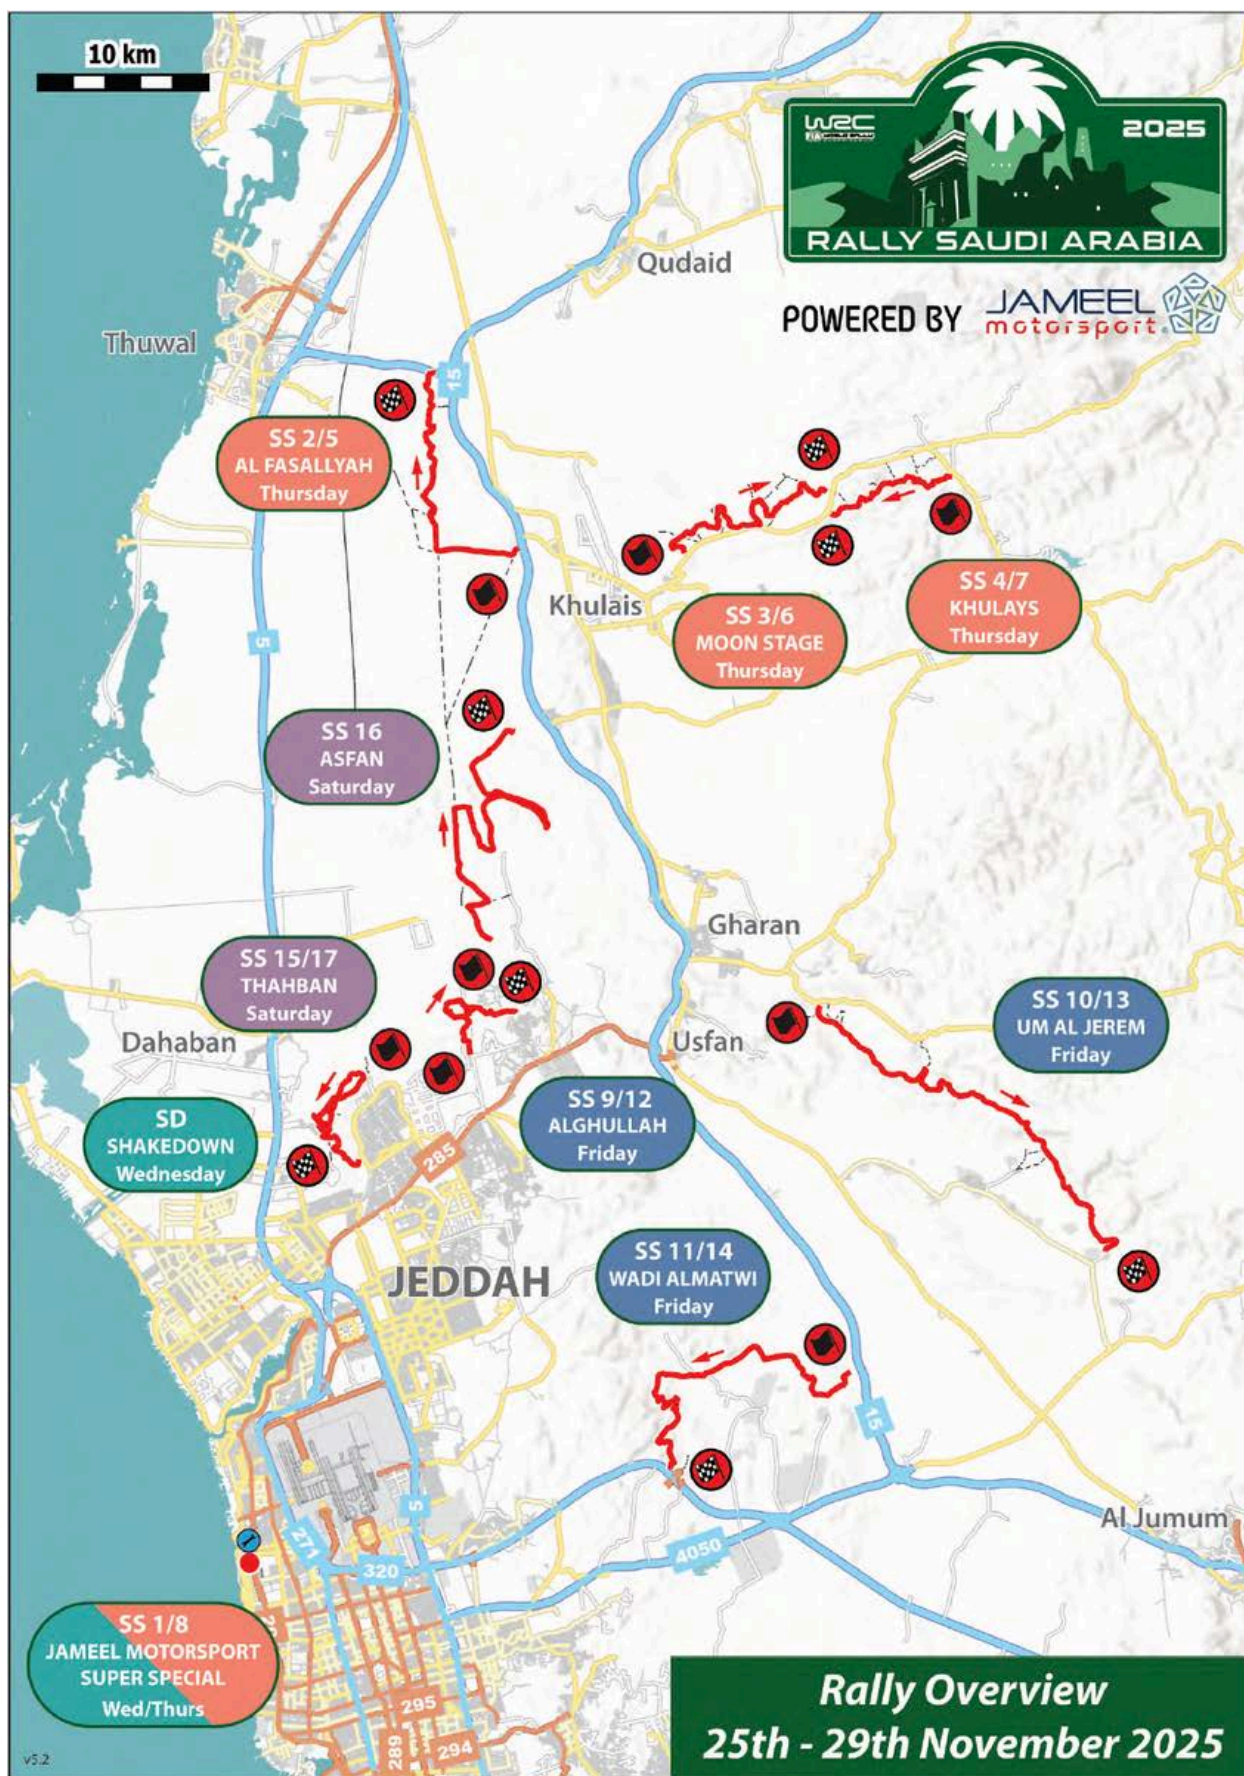 10 km
WRC
FIA WORLD RALLY
2025
RALLY SAUDI ARABIA
POWERED BY JAMEEL
motorsport
Qudaid
Thuwal
15
SS 2/5
AL FASALLYAH
Thursday
SS 4/7
KHULAYS
Thursday
Khulais
SS 3/6
MOON STAGE
Thursday
5
SS 16
ASFAN
Saturday
Gharan
SS 15/17
THAHBAN
Saturday
SS 10/13
UM AL JEREM
Friday
Dahaban
Usfan
SS 9/12
ALGHULLAH
Friday
SD
SHAKEDOWN
Wednesday
285
SS 11/14
WADI ALMATWI
Friday
JEDDAH
15
5
Al Jumum
271
320
4050
SS 1/8
JAMEEL MOTORSPORT
SUPER SPECIAL
Wed/Thurs
295
289
294
Rally Overview
25th - 29th November 2025
v5.2